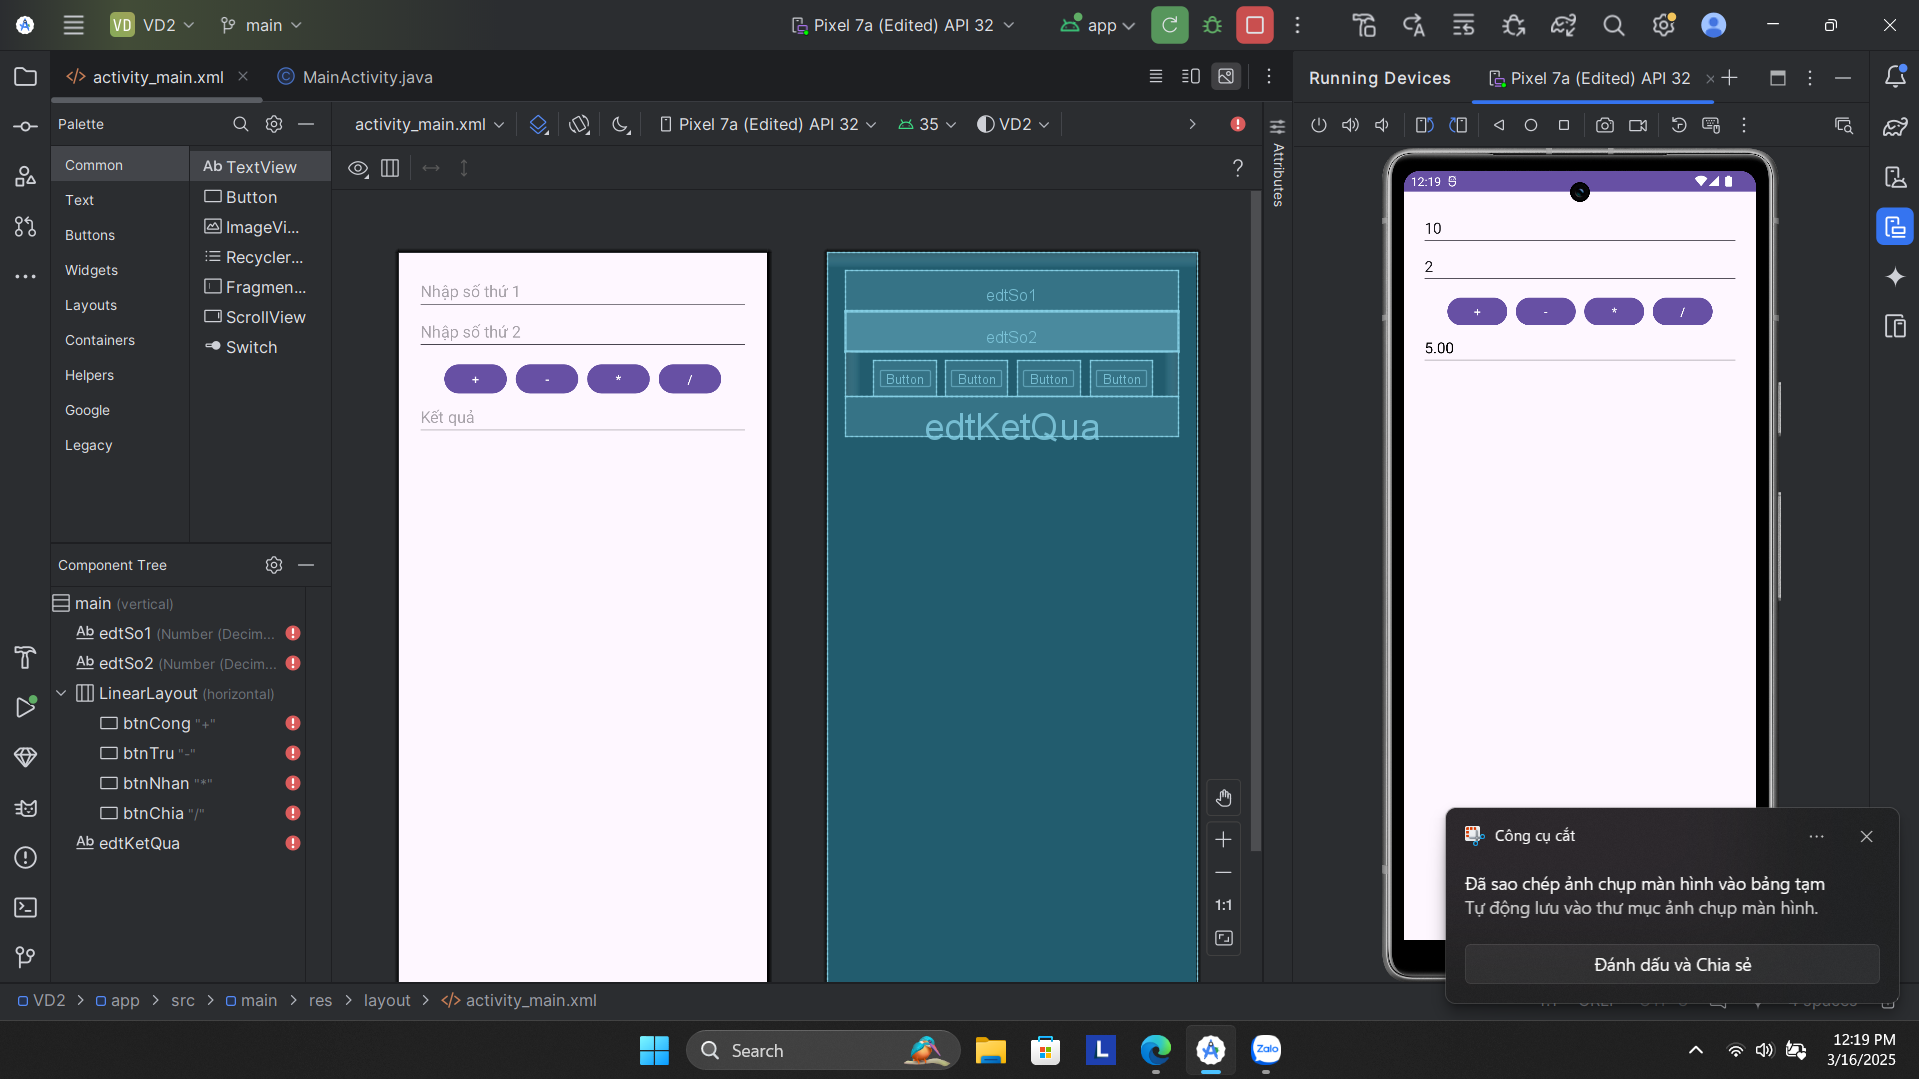 VD VD2 main
Pixel 7a (Edited) API 32
app
activity_main.xml
MainActivity.java
Running Devices
Pixel 7a (Edited) API 32
Palette
Common
Text
Buttons
Widgets
Layouts
Containers
Helpers
Google
Legacy
Ab TextView
Button
ImageVi...
Recycler...
Fragmen...
ScrollView
Switch
activity_main.xml
Pixel 7a (Edited) API 32
35
VD2
?
Attributes
Nhập số thứ 1
Nhập số thứ 2
+ - * /
Kết quả
edtSo1
edtSo2
Button Button Button Button
edtKetQua
1:1
12:19
10
2
+ - * /
5.00
Component Tree
main (vertical)
Ab edtSo1 (Number (Decim...
Ab edtSo2 (Number (Decim...
LinearLayout (horizontal)
btnCong "+"
btnTru "-"
btnNhan "*"
btnChia "/"
Ab edtKetQua
Công cụ cắt
Đã sao chép ảnh chụp màn hình vào bảng tạm
Tự động lưu vào thư mục ảnh chụp màn hình.
Đánh dấu và Chia sẻ
VD2 > app > src > main > res > layout > activity_main.xml
Search
L
Zalo
12:19 PM
3/16/2025